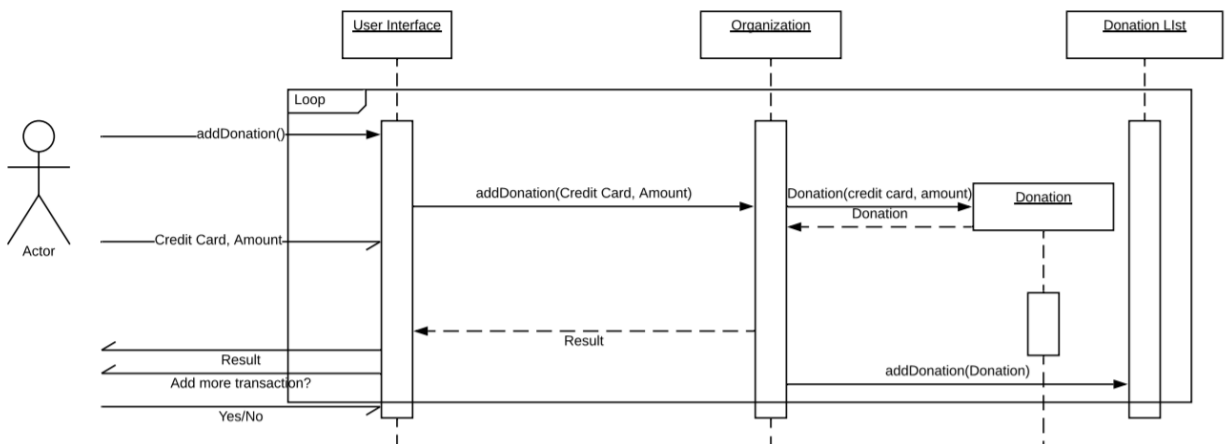 User Interface
Organization
Donation LIst
Loop
addDonation()
addDonation(Credit Card, Amount)
Donation(credit card, amount)
Donation
Donation
Credit Card, Amount
Actor
Result
Result
addDonation(Donation)
Add more transaction?
Yes/No